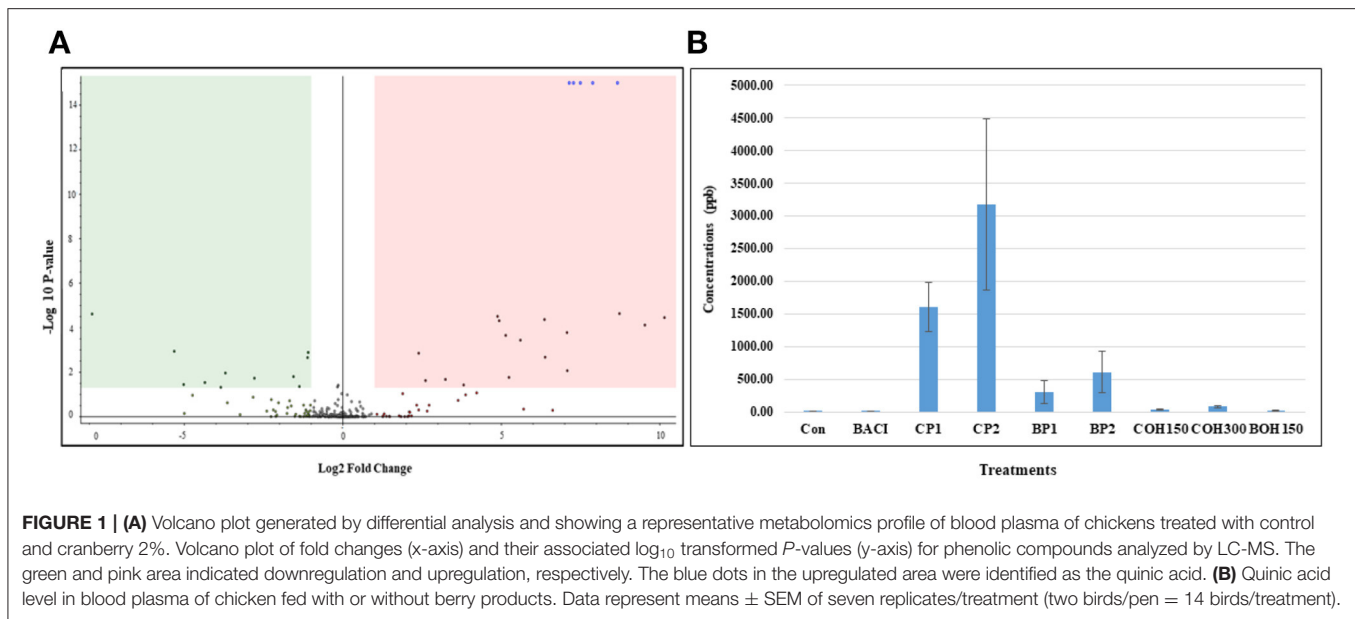 A
B
-Log 10 P-value
14
12
10
8
6
4
2
0
0
-5
0
5
10
Log2 Fold Change
Concentrations (ppb)
5000.00
4500.00
4000.00
3500.00
3000.00
2500.00
2000.00
1500.00
1000.00
500.00
0.00
Con BACI CP1 CP2 BP1 BP2 COH150 COH300 BOH150
Treatments
FIGURE 1 | (A) Volcano plot generated by differential analysis and showing a representative metabolomics profile of blood plasma of chickens treated with control
and cranberry 2%. Volcano plot of fold changes (x-axis) and their associated log10 transformed P-values (y-axis) for phenolic compounds analyzed by LC-MS. The
green and pink area indicated downregulation and upregulation, respectively. The blue dots in the upregulated area were identified as the quinic acid. (B) Quinic acid
level in blood plasma of chicken fed with or without berry products. Data represent means ± SEM of seven replicates/treatment (two birds/pen = 14 birds/treatment).